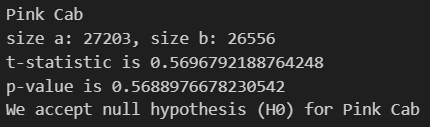 Pink Cab
size a: 27203, size b: 26556
t-statistic is 0.5696792188764248
p-value is 0.5688976678230542
We accept null hypothesis (H0) for Pink Cab